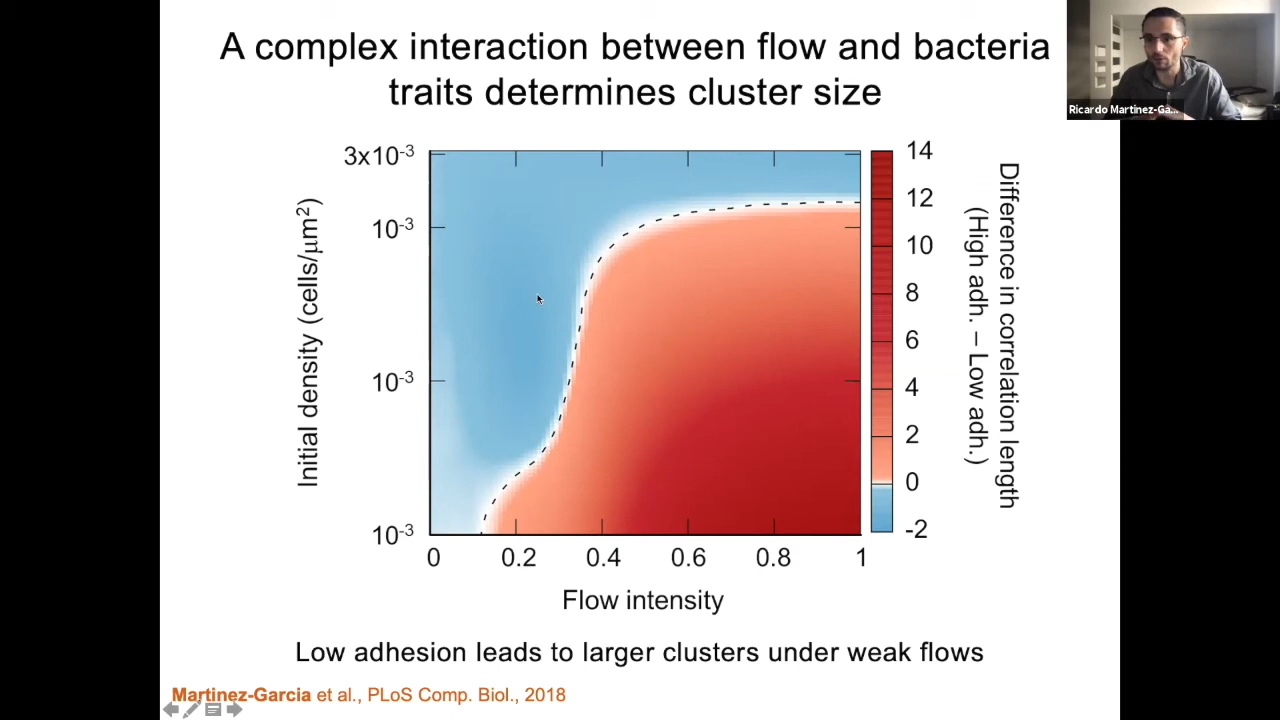 A complex interaction between flow and bacteria
traits determines cluster size
Ricardo Martinez-Ga...
3x10⁻³
10⁻³
10⁻³
10⁻³
Initial density (cells/μm²)
0 0.2 0.4 0.6 0.8 1
Flow intensity
14
12
10
8
6
4
2
0
-2
Difference in correlation length
(High adh. – Low adh.)
Low adhesion leads to larger clusters under weak flows
Martinez-Garcia et al., PLoS Comp. Biol., 2018